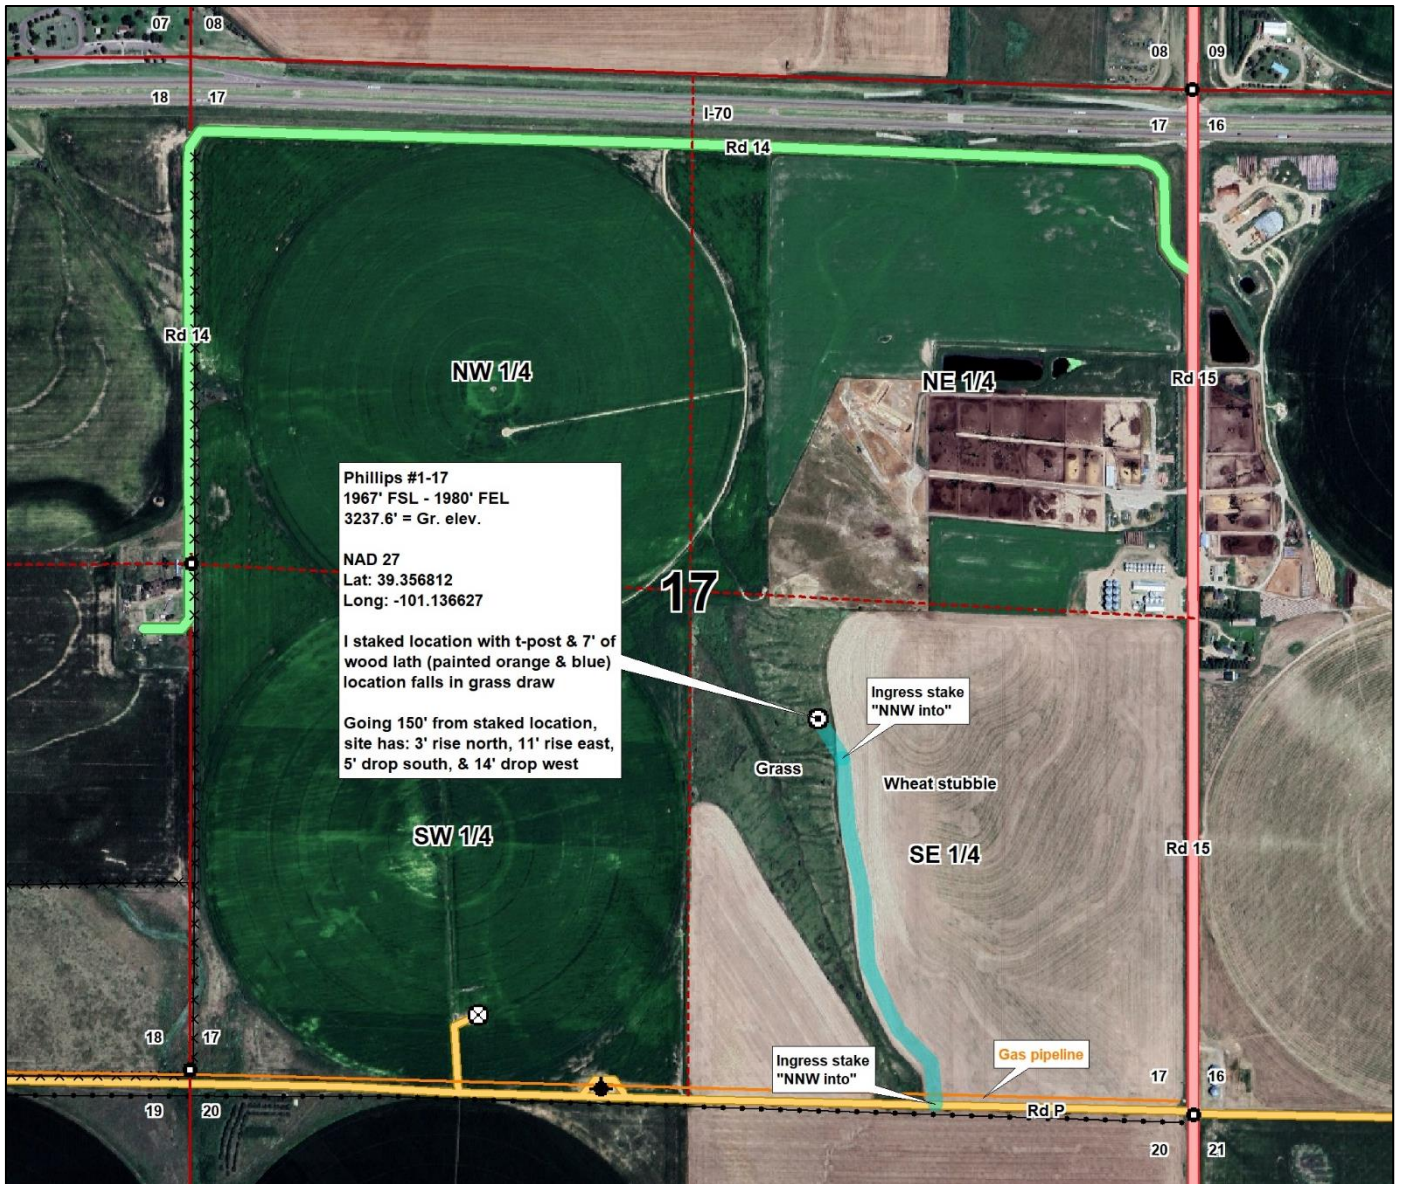 07 08
08 09
18 17
I-70
17 16
Rd 14
Rd 14
NW 1/4
NE 1/4
Rd 15
Phillips #1-17
1967' FSL - 1980' FEL
3237.6' = Gr. elev.
NAD 27
Lat: 39.356812
Long: -101.136627
I staked location with t-post & 7' of
wood lath (painted orange & blue)
location falls in grass draw
Going 150' from staked location,
site has: 3' rise north, 11' rise east,
5' drop south, & 14' drop west
17
Ingress stake
"NNW into"
Grass
Wheat stubble
SW 1/4
SE 1/4
Rd 15
18 17
Ingress stake
"NNW into"
Gas pipeline
17 16
19 20
Rd P
20 21